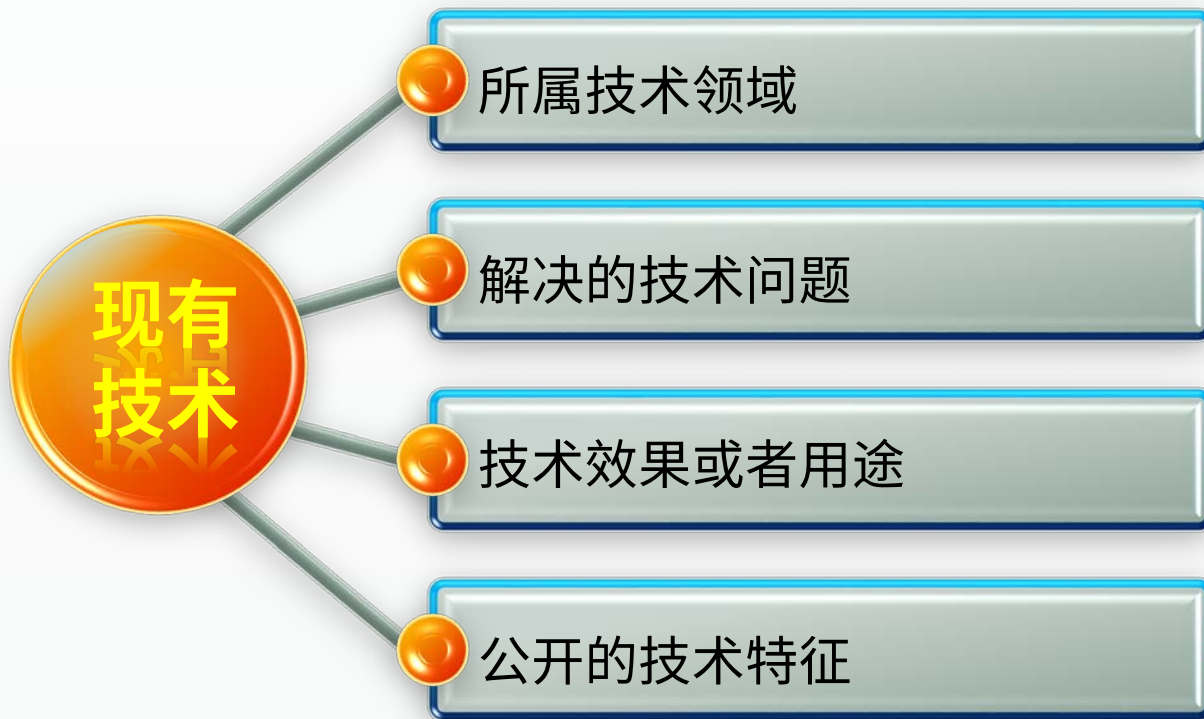 现有
技术
所属技术领域
解决的技术问题
技术效果或者用途
公开的技术特征